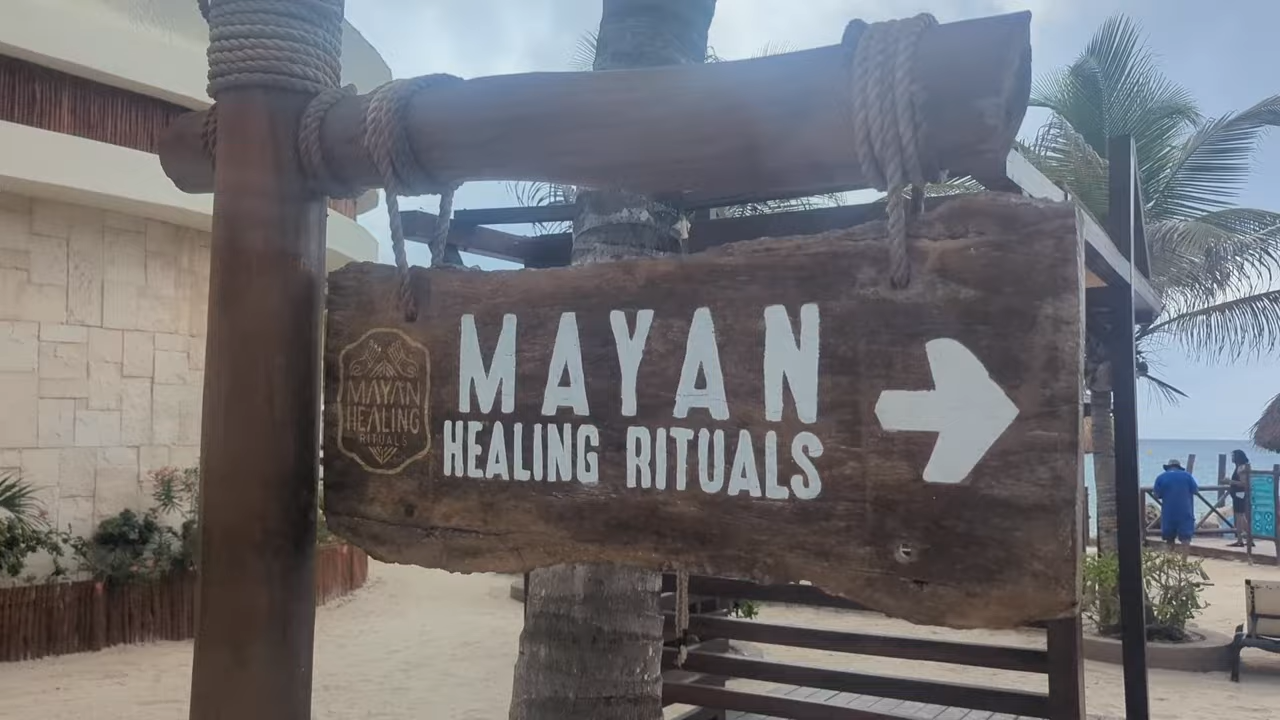 MAYAN
HEALING
RITUALS
MAYAN
HEALING RITUALS